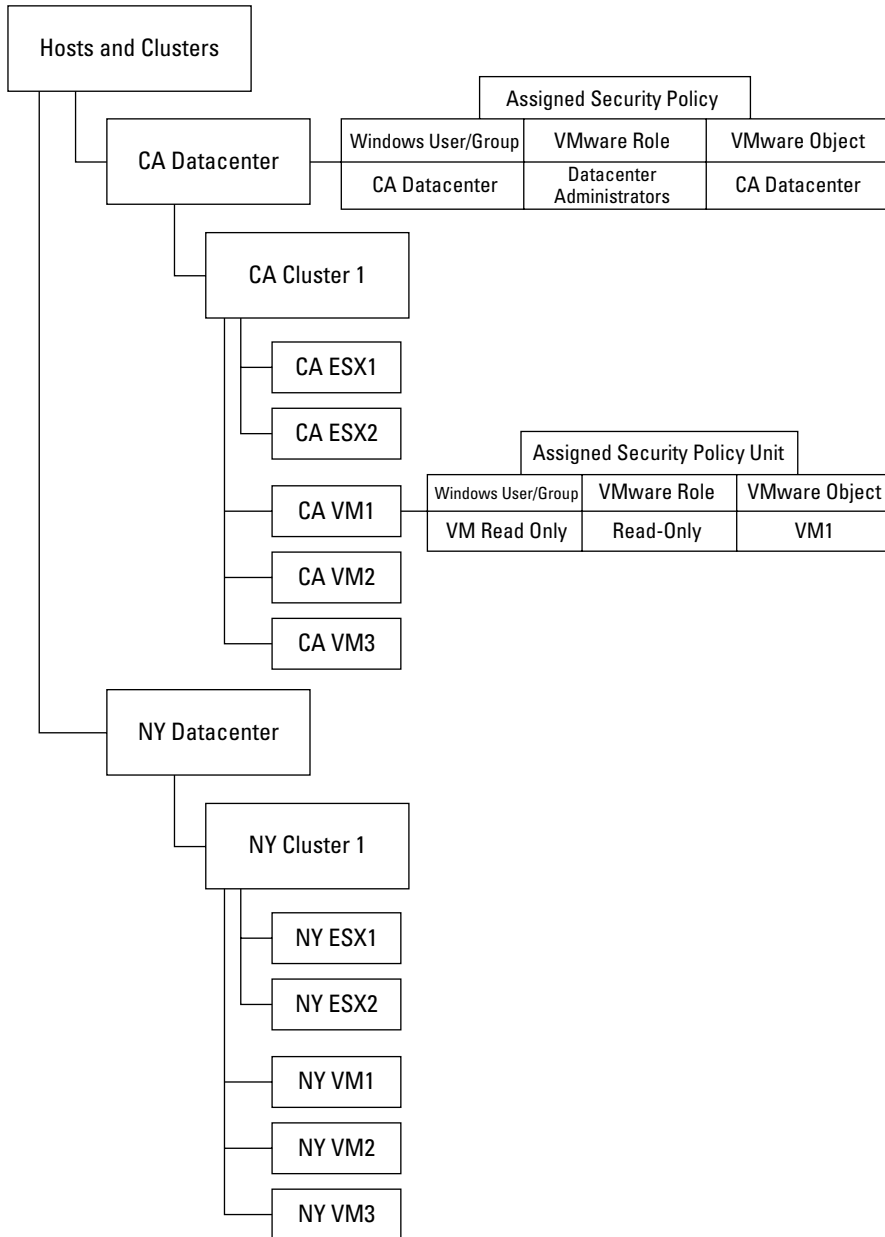 Hosts and Clusters
Assigned Security Policy
Windows User/Group VMware Role VMware Object
CA Datacenter
CA Datacenter Datacenter Administrators CA Datacenter
CA Cluster 1
CA ESX1
CA ESX2
Assigned Security Policy Unit
Windows User/Group VMware Role VMware Object
CA VM1
VM Read Only Read-Only VM1
CA VM2
CA VM3
NY Datacenter
NY Cluster 1
NY ESX1
NY ESX2
NY VM1
NY VM2
NY VM3